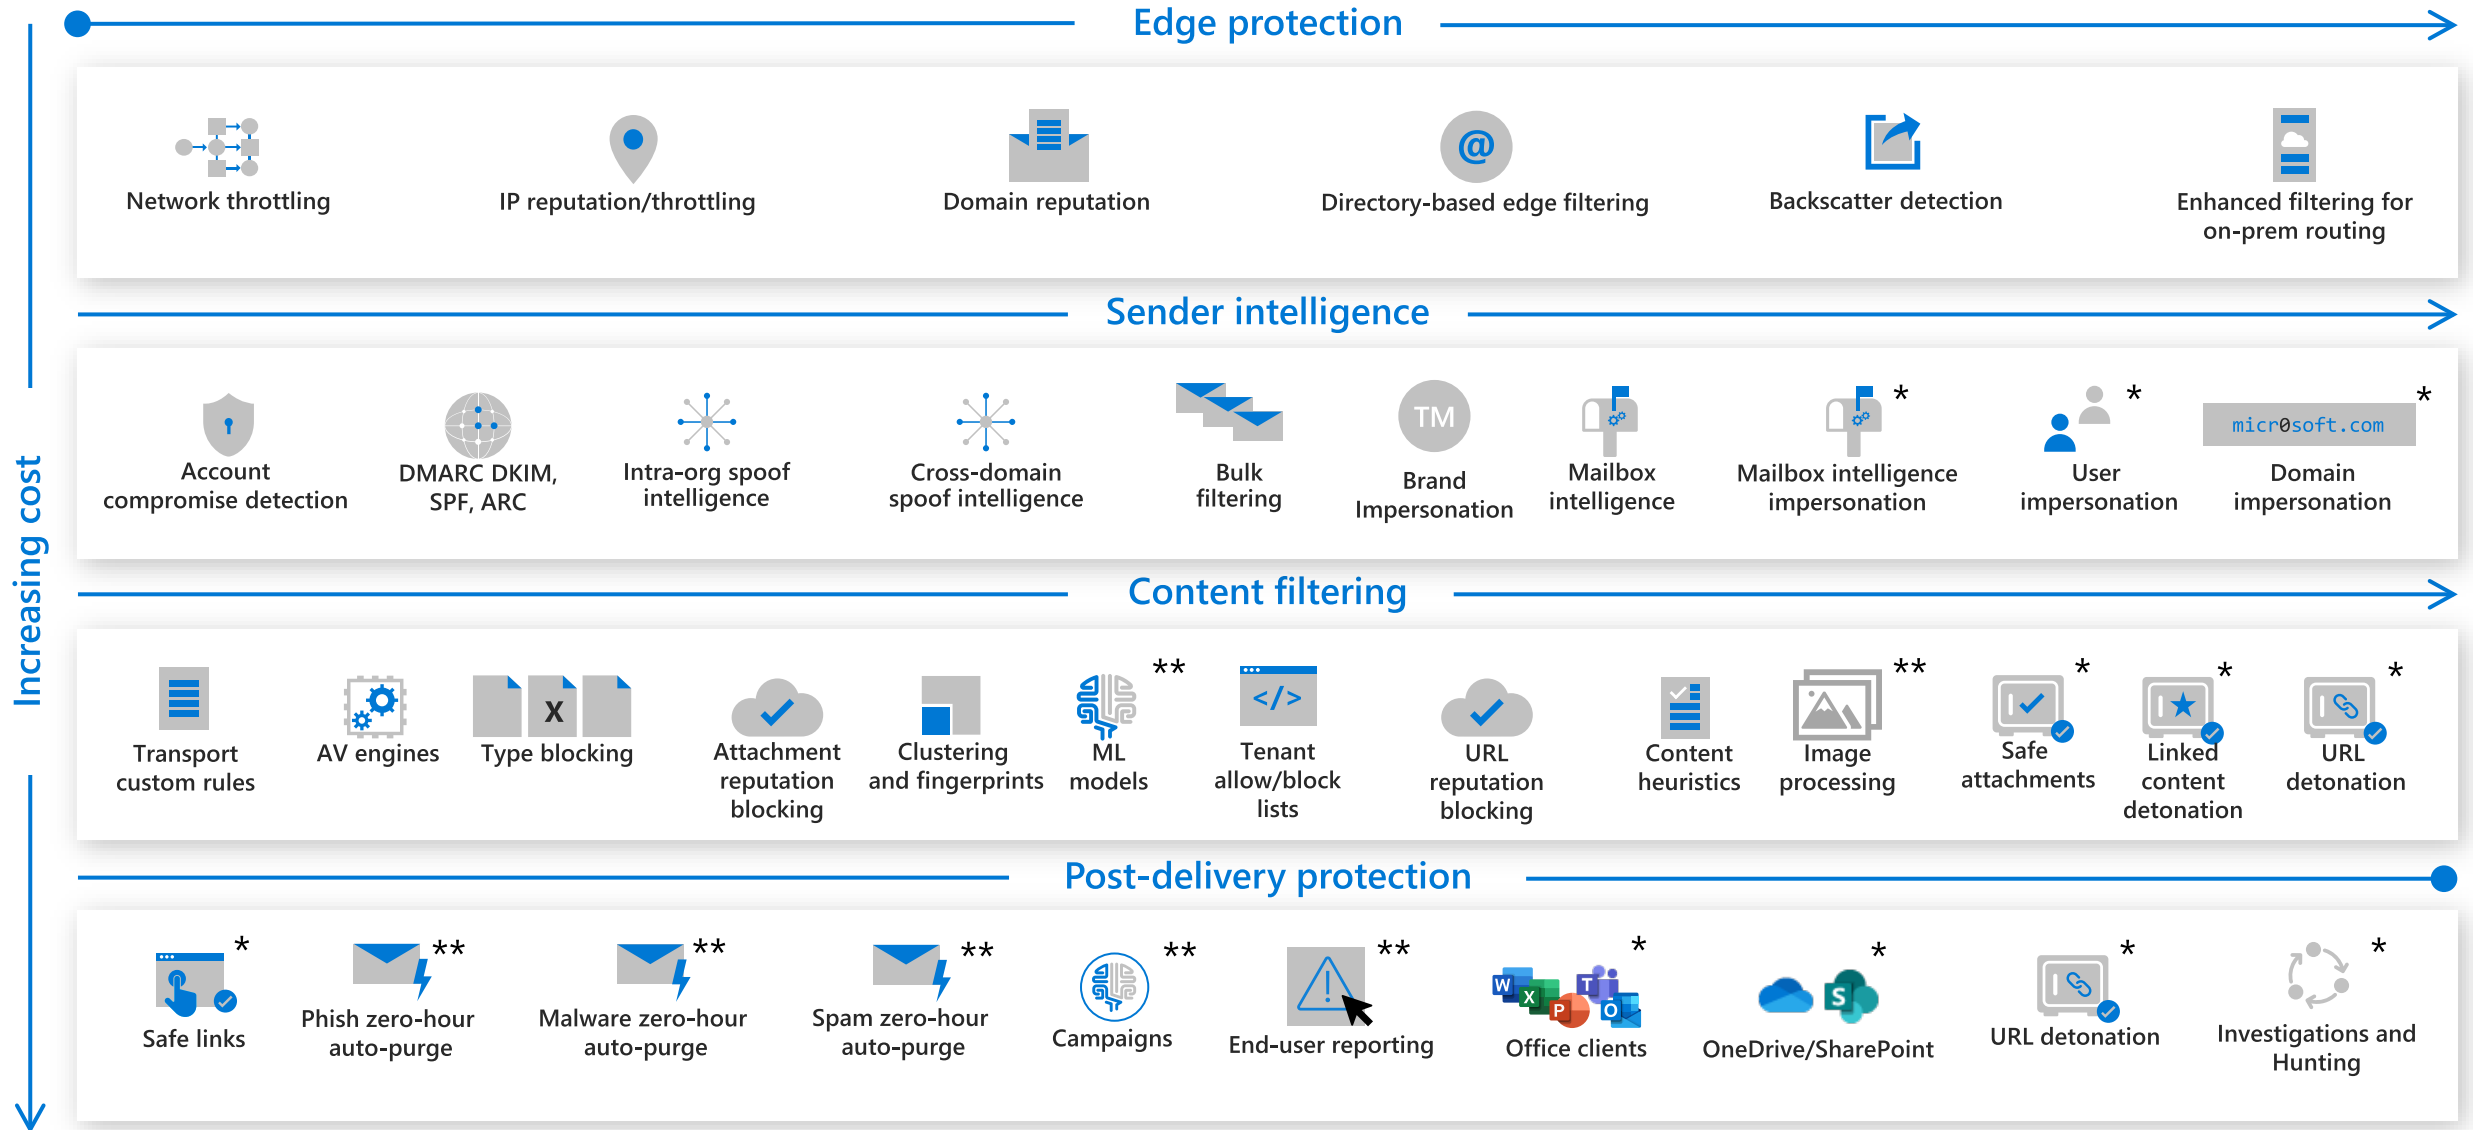 Edge protection
Network throttling
IP reputation/throttling
Domain reputation
@
Directory-based edge filtering
Backscatter detection
Enhanced filtering for
on-prem routing
Increasing cost
Sender intelligence
Account
compromise detection
DMARC DKIM,
SPF, ARC
Intra-org spoof
intelligence
Cross-domain
spoof intelligence
Bulk
filtering
TM
Brand
Impersonation
Mailbox
intelligence
*
Mailbox intelligence
impersonation
*
User
impersonation
*
micr0soft.com
Domain
impersonation
Content filtering
Transport
custom rules
AV engines
X
Type blocking
Attachment
reputation
blocking
Clustering
and fingerprints
**
ML
models
</>
Tenant
allow/block
lists
URL
reputation
blocking
Content
heuristics
**
Image
processing
*
Safe
attachments
*
Linked
content
detonation
*
URL
detonation
Post-delivery protection
*
Safe links
**
Phish zero-hour
auto-purge
**
Malware zero-hour
auto-purge
**
Spam zero-hour
auto-purge
**
Campaigns
**
End-user reporting
*
W
X
P
T
O
Office clients
*
S
OneDrive/SharePoint
*
URL detonation
*
Investigations and
Hunting